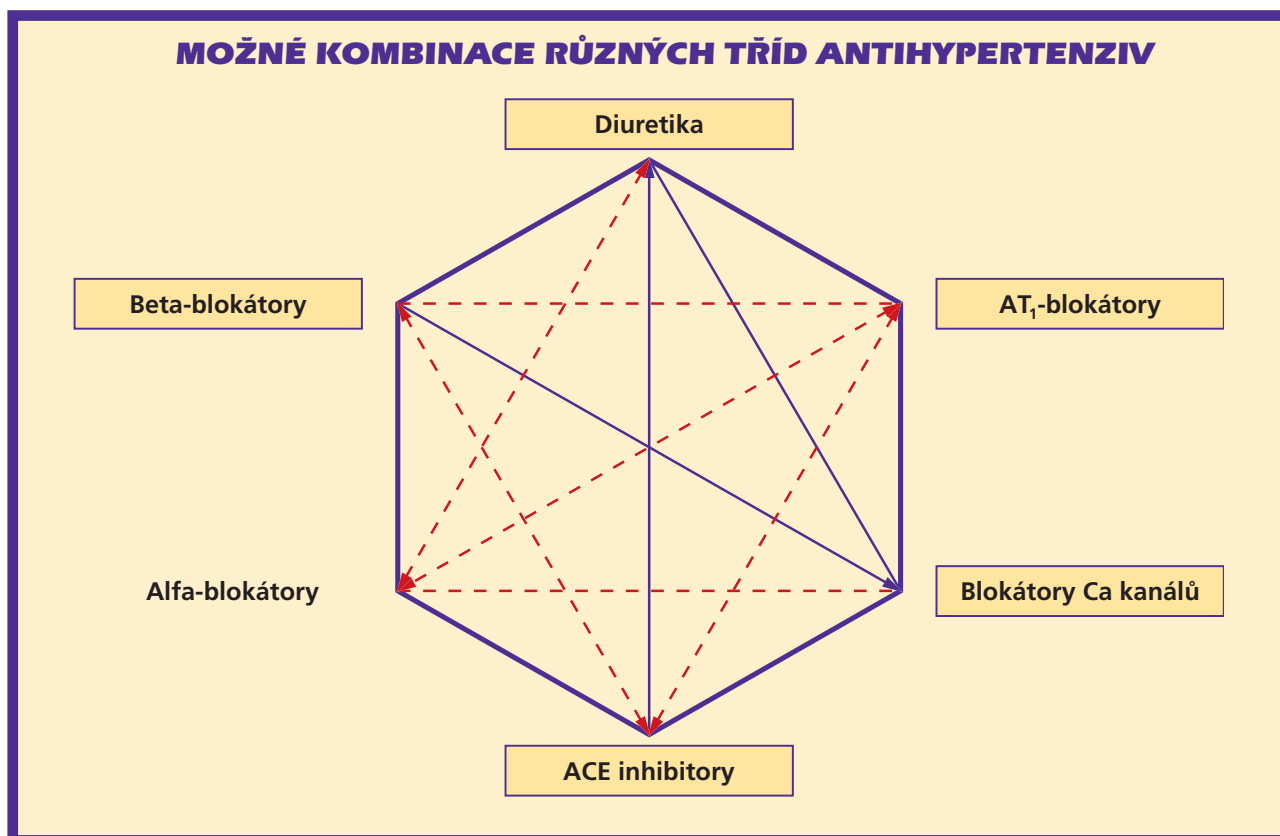 MOŽNÉ KOMBINACE RŮZNÝCH TŘÍD ANTIHYPERTENZIV
Diuretika
Beta-blokátory
AT₁-blokátory
Alfa-blokátory
Blokátory Ca kanálů
ACE inhibitory